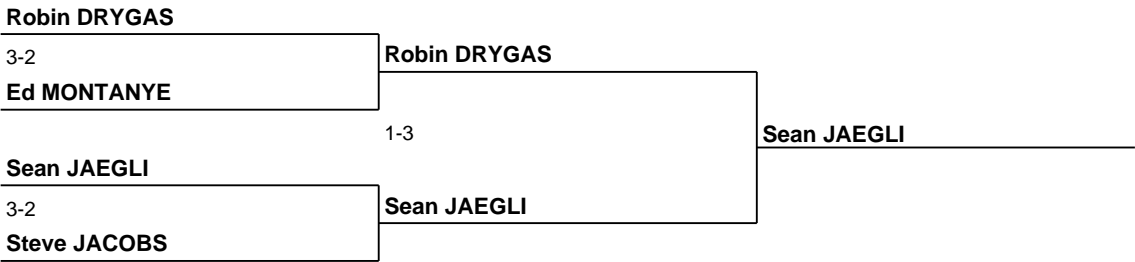 Robin DRYGAS
3-2
Ed MONTANYE
Robin DRYGAS
1-3
Sean JAEGLI
Sean JAEGLI
3-2
Steve JACOBS
Sean JAEGLI